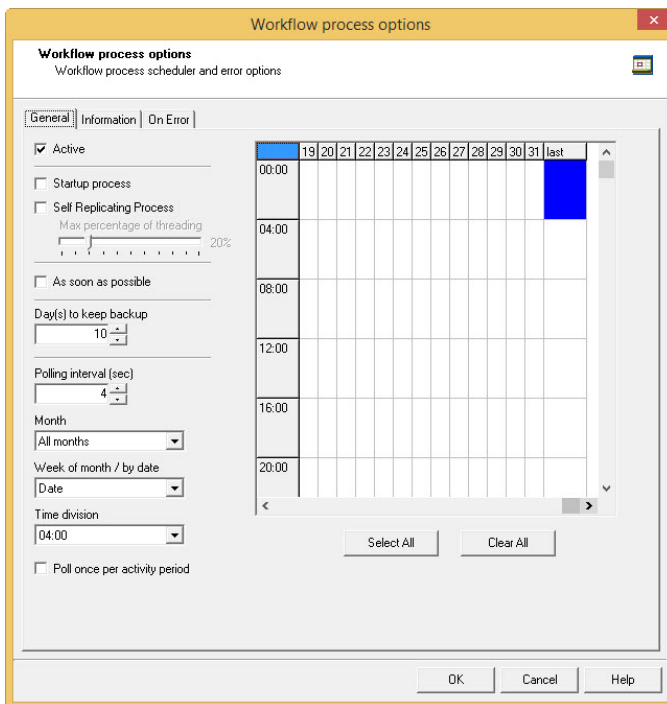 Workflow process options
Workflow process options
Workflow process scheduler and error options
General Information On Error
Active
Startup process
Self Replicating Process
Max percentage of threading
20%
As soon as possible
Day(s) to keep backup
10
Polling interval (sec)
4
Month
All months
Week of month / by date
Date
Time division
04:00
Poll once per activity period
19 20 21 22 23 24 25 26 27 28 29 30 31 last
00:00
04:00
08:00
12:00
16:00
20:00
Select All Clear All
OK Cancel Help